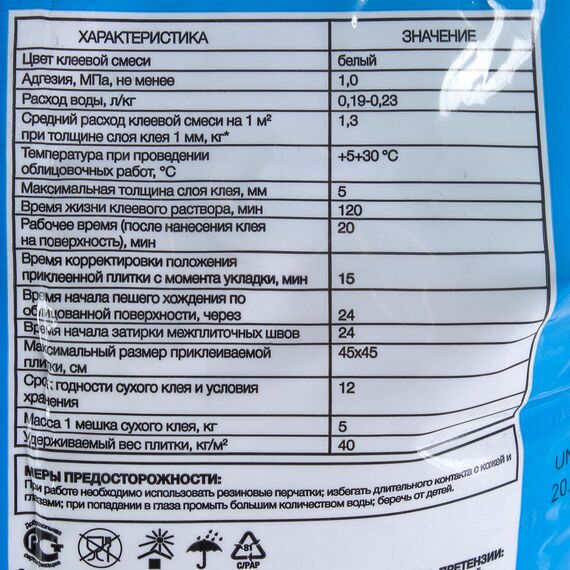 ХАРАКТЕРИСТИКА ЗНАЧЕНИЕ
Цвет клеевой смеси белый
Адгезия, МПа, не менее 1,0
Расход воды, л/кг 0,19-0,23
Средний расход клеевой смеси на 1 м² 1,3
при толщине слоя клея 1 мм, кг*
Температура при проведении +5+30 °С
облицовочных работ, °С
Максимальная толщина слоя клея, мм 5
Время жизни клеевого раствора, мин 120
Рабочее время (после нанесения клея 20
на поверхность), мин
Время корректировки положения
приклеенной плитки с момента укладки, мин 15
Время начала пешего хождения по
облицованной поверхности, через 24
Время начала затирки межплиточных швов 24
Максимальный размер приклеиваемой 45х45
плитки, см
Срок годности сухого клея и условия 12
хранения
Масса 1 мешка сухого клея, кг 5
Удерживаемый вес плитки, кг/м² 40
МЕРЫ ПРЕДОСТОРОЖНОСТИ:
При работе необходимо использовать резиновые перчатки; избегать длительного контакта с кожей и
глазами; при попадании в глаза промыть большим количеством воды; беречь от детей.
Добровольная
РСТ
сертификация
81
C/PAP
ПРЕТЕНЗИИ: